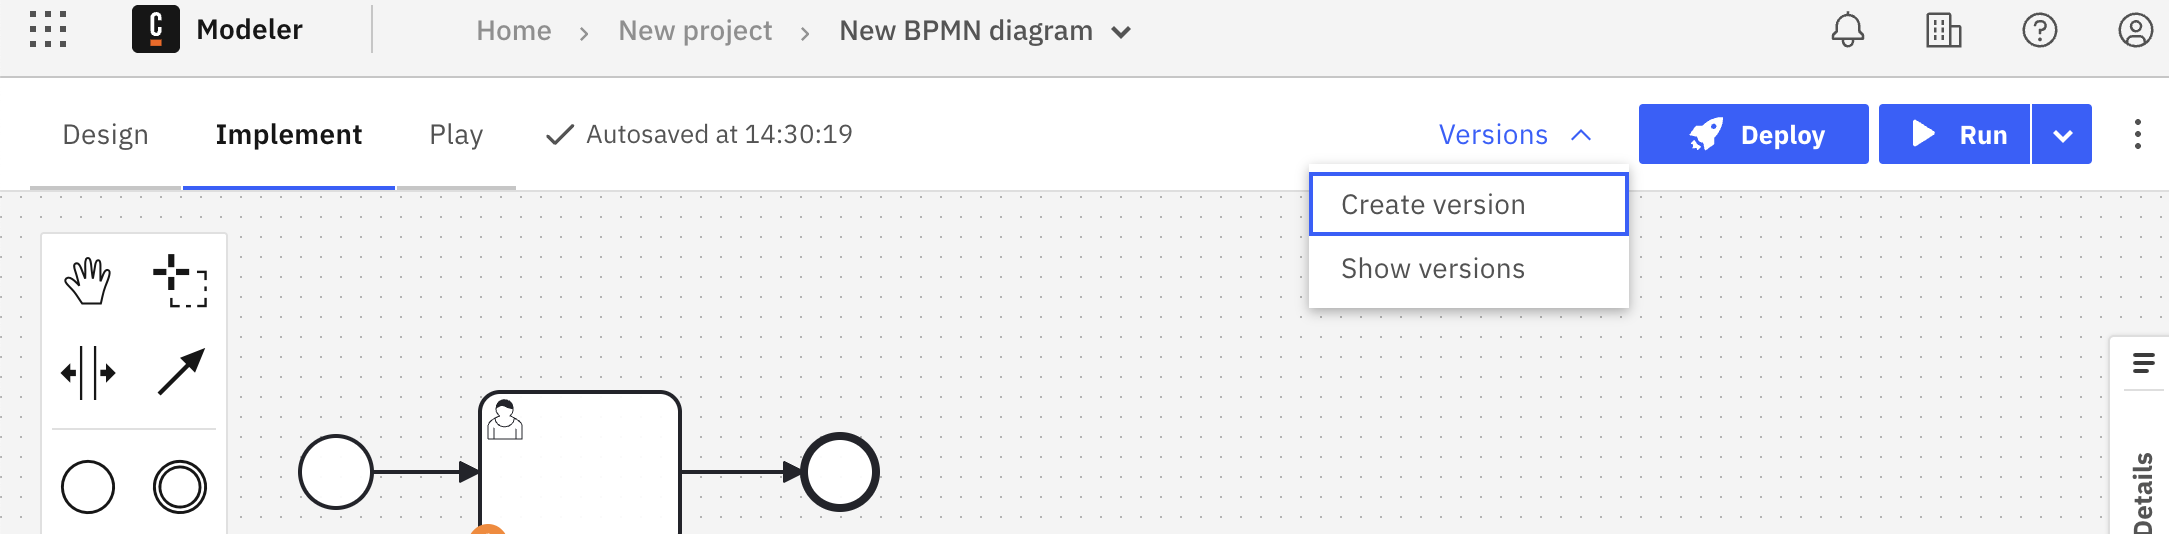 Modeler
Home > New project > New BPMN diagram
Design Implement Play Autosaved at 14:30:19 Versions Deploy Run
Create version
Show versions
Details